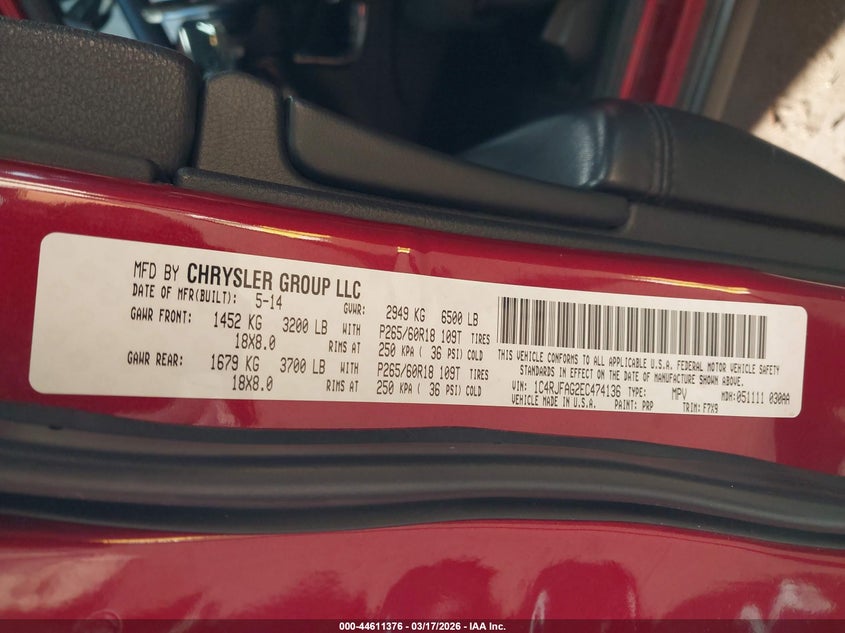 MFD BY CHRYSLER GROUP LLC
DATE OF MFR(BUILT): 5-14
GVWR: 2949 KG 6500 LB
GAWR FRONT: 1452 KG 3200 LB WITH P265/60R18 109T TIRES
18X8.0 RIMS AT 250 KPA ( 36 PSI) COLD
GAWR REAR: 1679 KG 3700 LB WITH P265/60R18 109T TIRES
18X8.0 RIMS AT 250 KPA ( 36 PSI) COLD
THIS VEHICLE CONFORMS TO ALL APPLICABLE U.S.A. FEDERAL MOTOR VEHICLE SAFETY
STANDARDS IN EFFECT ON THE DATE OF MANUFACTURE SHOWN ABOVE.
VIN: 1C4RJFAG2EC474136 TYPE: MPV MDH:051111 030AA
VEHICLE MADE IN U.S.A. PAINT: PRP TRIM: F7X9
000-44611376 - 03/17/2026 - IAA Inc.